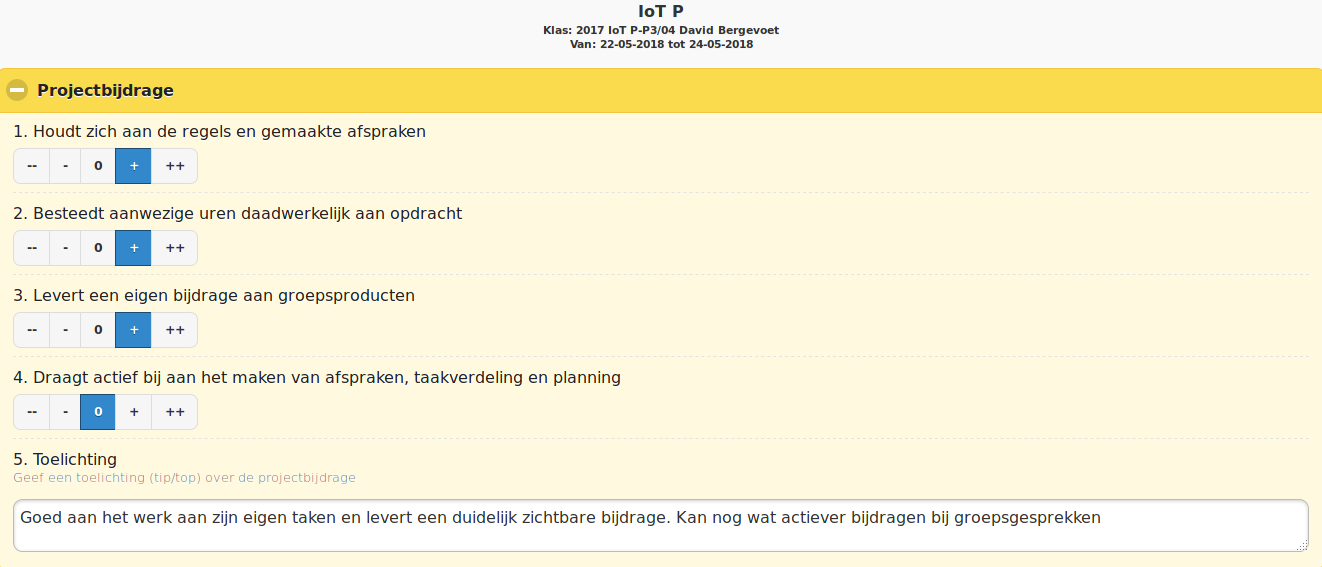 IoT P
Klas: 2017 IoT P-P3/04 David Bergevoet
Van: 22-05-2018 tot 24-05-2018
Projectbijdrage
1. Houdt zich aan de regels en gemaakte afspraken
-- - 0 + ++
2. Besteedt aanwezige uren daadwerkelijk aan opdracht
-- - 0 + ++
3. Levert een eigen bijdrage aan groepsproducten
-- - 0 + ++
4. Draagt actief bij aan het maken van afspraken, taakverdeling en planning
-- - 0 + ++
5. Toelichting
Geef een toelichting (tip/top) over de projectbijdrage
Goed aan het werk aan zijn eigen taken en levert een duidelijk zichtbare bijdrage. Kan nog wat actiever bijdragen bij groepsgesprekken